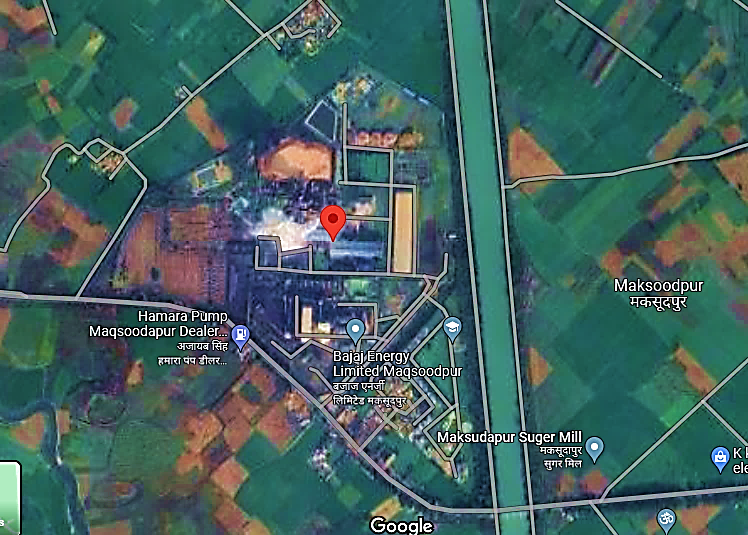 Maksoodpur
मकसूदपुर
Hamara Pump
Maqsoodapur Dealer...
अजायब सिंह
हमारा पंप डीलर...
Bajaj Energy
Limited Maqsoodpur
बजाज एनर्जी
लिमिटेड मकसूदपुर
Maksudapur Suger Mill
मकसूदापुर
सुगर मिल
K
ele
Google